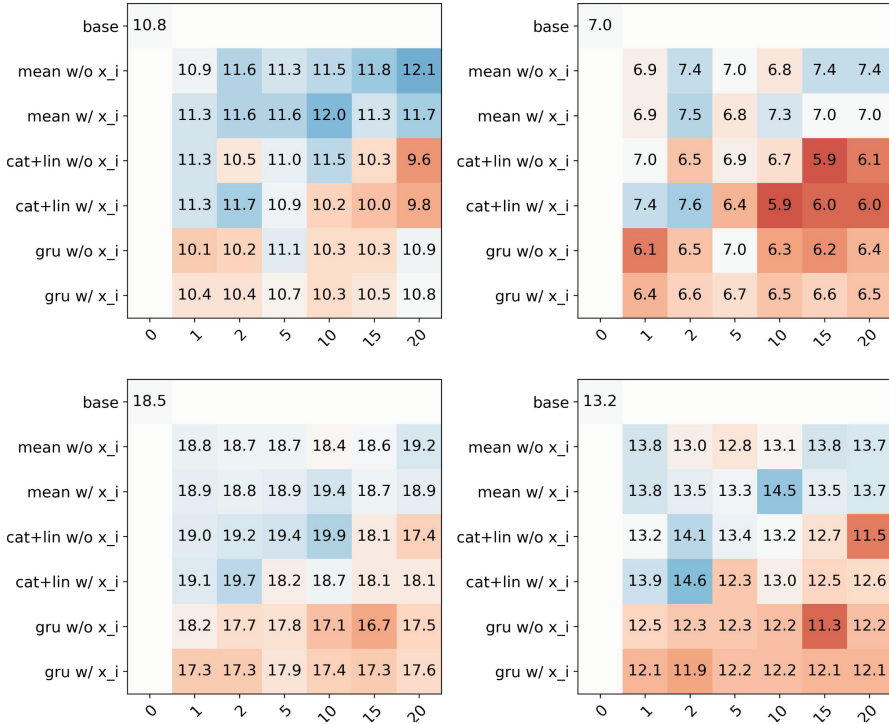 base 10.8
mean w/o x_i 10.9 11.6 11.3 11.5 11.8 12.1
mean w/ x_i 11.3 11.6 11.6 12.0 11.3 11.7
cat+lin w/o x_i 11.3 10.5 11.0 11.5 10.3 9.6
cat+lin w/ x_i 11.3 11.7 10.9 10.2 10.0 9.8
gru w/o x_i 10.1 10.2 11.1 10.3 10.3 10.9
gru w/ x_i 10.4 10.4 10.7 10.3 10.5 10.8
0 1 2 5 10 15 20
base 7.0
mean w/o x_i 6.9 7.4 7.0 6.8 7.4 7.4
mean w/ x_i 6.9 7.5 6.8 7.3 7.0 7.0
cat+lin w/o x_i 7.0 6.5 6.9 6.7 5.9 6.1
cat+lin w/ x_i 7.4 7.6 6.4 5.9 6.0 6.0
gru w/o x_i 6.1 6.5 7.0 6.3 6.2 6.4
gru w/ x_i 6.4 6.6 6.7 6.5 6.6 6.5
0 1 2 5 10 15 20
base 18.5
mean w/o x_i 18.8 18.7 18.7 18.4 18.6 19.2
mean w/ x_i 18.9 18.8 18.9 19.4 18.7 18.9
cat+lin w/o x_i 19.0 19.2 19.4 19.9 18.1 17.4
cat+lin w/ x_i 19.1 19.7 18.2 18.7 18.1 18.1
gru w/o x_i 18.2 17.7 17.8 17.1 16.7 17.5
gru w/ x_i 17.3 17.3 17.9 17.4 17.3 17.6
0 1 2 5 10 15 20
base 13.2
mean w/o x_i 13.8 13.0 12.8 13.1 13.8 13.7
mean w/ x_i 13.8 13.5 13.3 14.5 13.5 13.7
cat+lin w/o x_i 13.2 14.1 13.4 13.2 12.7 11.5
cat+lin w/ x_i 13.9 14.6 12.3 13.0 12.5 12.6
gru w/o x_i 12.5 12.3 12.3 12.2 11.3 12.2
gru w/ x_i 12.1 11.9 12.2 12.2 12.1 12.1
0 1 2 5 10 15 20